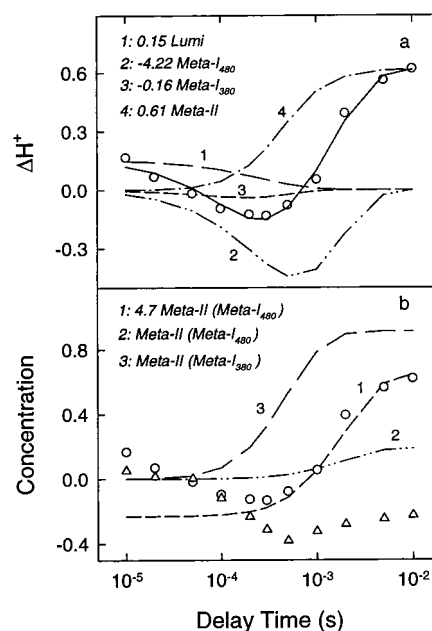 1: 0.15 Lumi
2: -4.22 Meta-I480
3: -0.16 Meta-I380
4: 0.61 Meta-II
a
0.6
0.3
0.0
-0.3
ΔH+
4
1
3
2
1: 4.7 Meta-II (Meta-I480)
2: Meta-II (Meta-I480)
3: Meta-II (Meta-I380)
b
0.8
0.4
0.0
-0.4
Concentration
3
1
2
10-5
10-4
10-3
10-2
Delay Time (s)